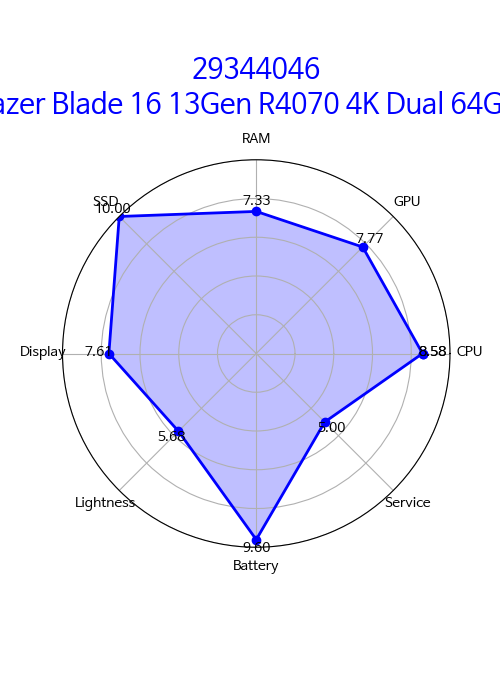 29344046
azer Blade 16 13Gen R4070 4K Dual 64G
RAM
SSD
10.00
7.33
GPU
7.77
Display
7.61
8.58
CPU
5.68
5.00
Lightness
Service
9.60
Battery